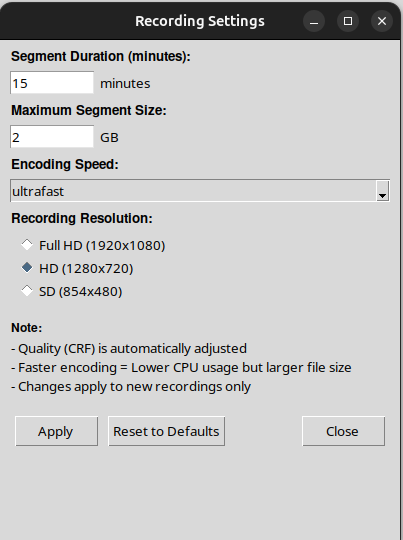 Recording Settings
Segment Duration (minutes):
15 minutes
Maximum Segment Size:
2 GB
Encoding Speed:
ultrafast
Recording Resolution:
Full HD (1920x1080)
HD (1280x720)
SD (854x480)
Note:
- Quality (CRF) is automatically adjusted
- Faster encoding = Lower CPU usage but larger file size
- Changes apply to new recordings only
Apply Reset to Defaults Close